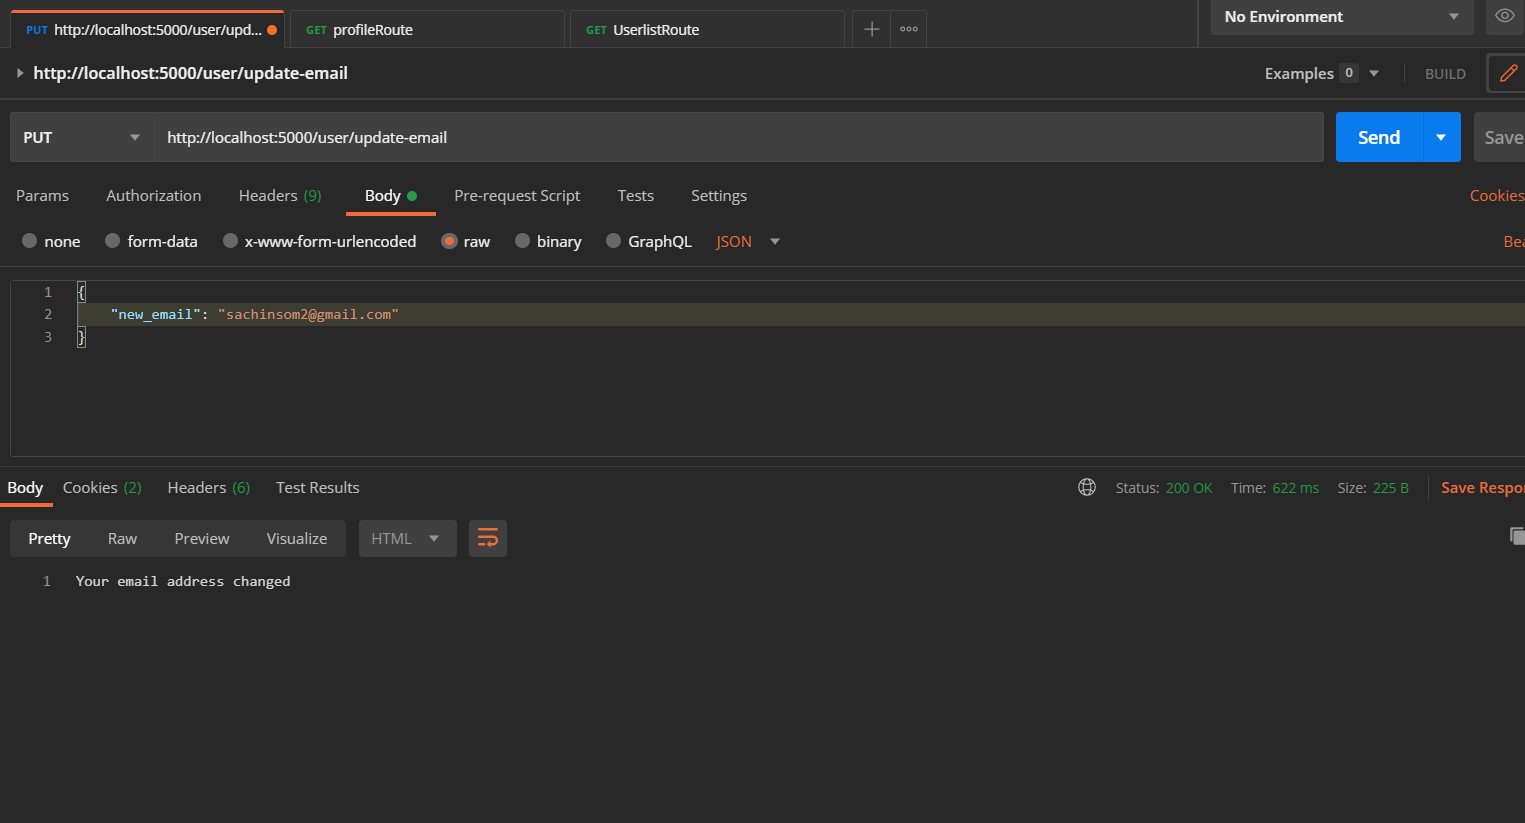 PUT http://localhost:5000/user/upd... GET profileRoute GET UserlistRoute No Environment
http://localhost:5000/user/update-email Examples 0 BUILD
PUT http://localhost:5000/user/update-email Send Save
Params Authorization Headers (9) Body Pre-request Script Tests Settings Cookies
none form-data x-www-form-urlencoded raw binary GraphQL JSON Bea
1 {
2 "new_email": "sachinsom2@gmail.com"
3 }
Body Cookies (2) Headers (6) Test Results Status: 200 OK Time: 622 ms Size: 225 B Save Respo
Pretty Raw Preview Visualize HTML
1 Your email address changed